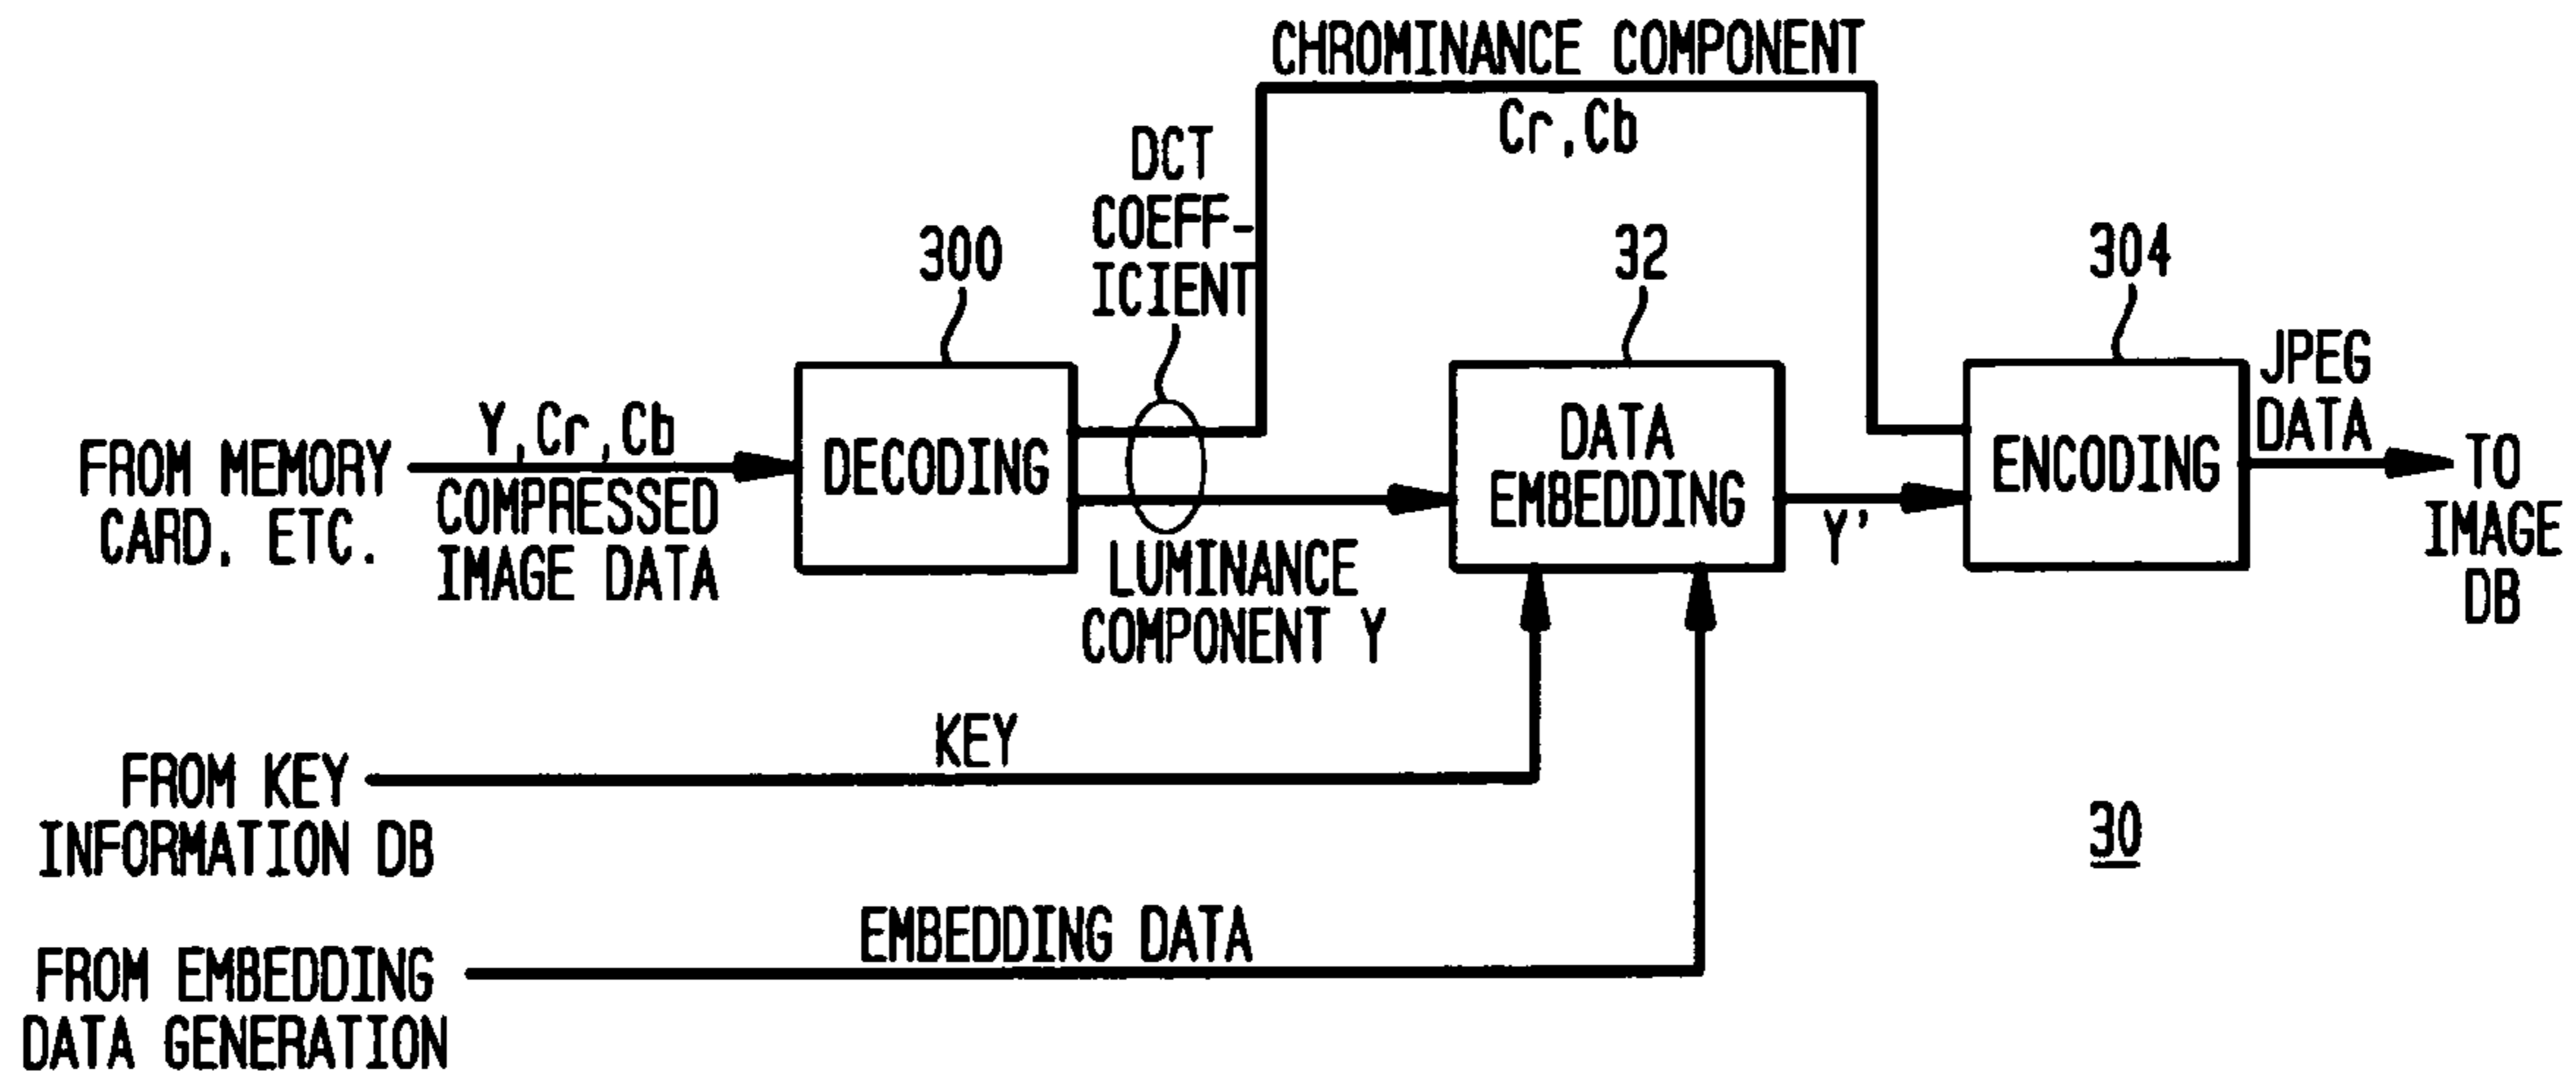 CHROMINANCE COMPONENT
Cr,Cb
DCT
COEFF-
ICIENT
300
32
304
JPEG
DATA
Y,Cr,Cb
FROM MEMORY
CARD, ETC.
COMPRESSED
IMAGE DATA
DECODING
DATA
EMBEDDING
Y'
ENCODING
TO
IMAGE
DB
LUMINANCE
COMPONENT Y
KEY
FROM KEY
INFORMATION DB
30
EMBEDDING DATA
FROM EMBEDDING
DATA GENERATION